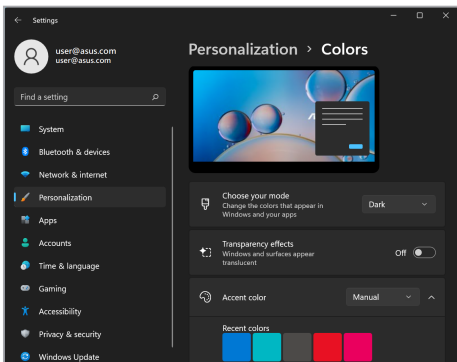 Settings
user@asus.com
user@asus.com
Find a setting
System
Bluetooth & devices
Network & internet
Personalization
Apps
Accounts
Time & language
Gaming
Accessibility
Privacy & security
Windows Update
Personalization > Colors
Choose your mode
Change the colors that appear in
Windows and your apps
Dark
Transparency effects
Windows and surfaces appear
translucent
Off
Accent color
Manual
Recent colors